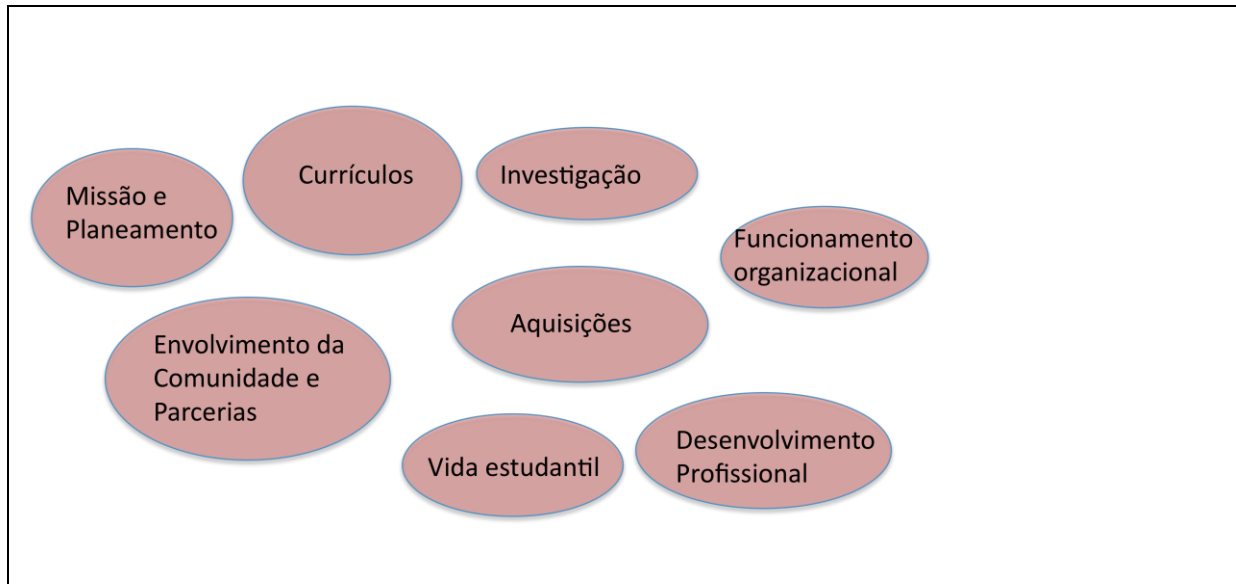 Missão e
Planeamento
Currículos
Investigação
Funcionamento
organizacional
Envolvimento da
Comunidade e
Parcerias
Aquisições
Vida estudantil
Desenvolvimento
Profissional